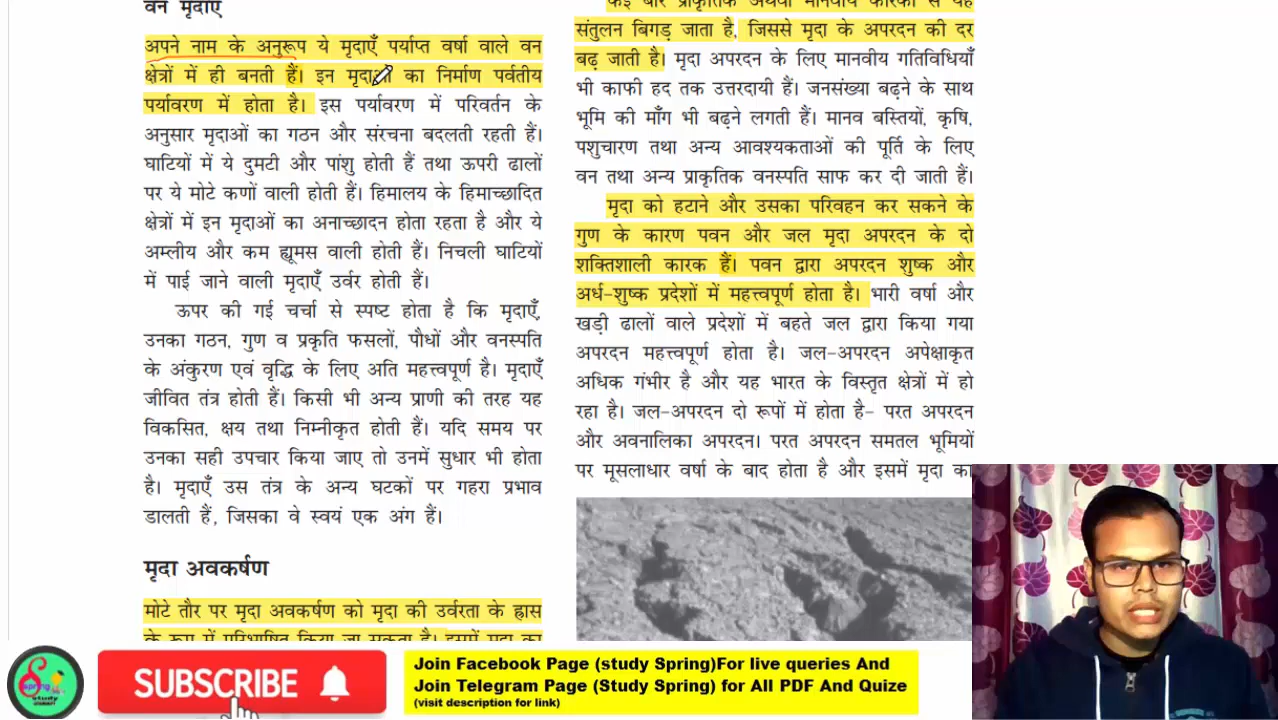 वन मृदाएँ
अपने नाम के अनुरूप ये मृदाएँ पर्याप्त वर्षा वाले वन
क्षेत्रों में ही बनती हैं। इन मृदाओं का निर्माण पर्वतीय
पर्यावरण में होता है। इस पर्यावरण में परिवर्तन के
अनुसार मृदाओं का गठन और संरचना बदलती रहती हैं।
घाटियों में ये दुमटी और पांशु होती हैं तथा ऊपरी ढालों
पर ये मोटे कणों वाली होती हैं। हिमालय के हिमाच्छादित
क्षेत्रों में इन मृदाओं का अनाच्छादन होता रहता है और ये
अम्लीय और कम ह्यूमस वाली होती हैं। निचली घाटियों
में पाई जाने वाली मृदाएँ उर्वर होती हैं।
ऊपर की गई चर्चा से स्पष्ट होता है कि मृदाएँ,
उनका गठन, गुण व प्रकृति फसलों, पौधों और वनस्पति
के अंकुरण एवं वृद्धि के लिए अति महत्त्वपूर्ण है। मृदाएँ
जीवित तंत्र होती हैं। किसी भी अन्य प्राणी की तरह यह
विकसित, क्षय तथा निम्नीकृत होती हैं। यदि समय पर
उनका सही उपचार किया जाए तो उनमें सुधार भी होता
है। मृदाएँ उस तंत्र के अन्य घटकों पर गहरा प्रभाव
डालती हैं, जिसका वे स्वयं एक अंग हैं।
मृदा अवकर्षण
मोटे तौर पर मृदा अवकर्षण को मृदा की उर्वरता के ह्रास
के रूप में परिभाषित किया जा सकता है। इसमें मृदा का
कई बार प्राकृतिक अथवा मानवीय कारकों से यह
संतुलन बिगड़ जाता है, जिससे मृदा के अपरदन की दर
बढ़ जाती है। मृदा अपरदन के लिए मानवीय गतिविधियाँ
भी काफी हद तक उत्तरदायी हैं। जनसंख्या बढ़ने के साथ
भूमि की माँग भी बढ़ने लगती हैं। मानव बस्तियों, कृषि,
पशुचारण तथा अन्य आवश्यकताओं की पूर्ति के लिए
वन तथा अन्य प्राकृतिक वनस्पति साफ कर दी जाती हैं।
मृदा को हटाने और उसका परिवहन कर सकने के
गुण के कारण पवन और जल मृदा अपरदन के दो
शक्तिशाली कारक हैं। पवन द्वारा अपरदन शुष्क और
अर्ध-शुष्क प्रदेशों में महत्त्वपूर्ण होता है। भारी वर्षा और
खड़ी ढालों वाले प्रदेशों में बहते जल द्वारा किया गया
अपरदन महत्त्वपूर्ण होता है। जल-अपरदन अपेक्षाकृत
अधिक गंभीर है और यह भारत के विस्तृत क्षेत्रों में हो
रहा है। जल-अपरदन दो रूपों में होता है- परत अपरदन
और अवनालिका अपरदन। परत अपरदन समतल भूमियों
पर मूसलाधार वर्षा के बाद होता है और इसमें मृदा का
SUBSCRIBE
Join Facebook Page (study Spring)For live queries And
Join Telegram Page (Study Spring) for All PDF And Quize
(visit description for link)